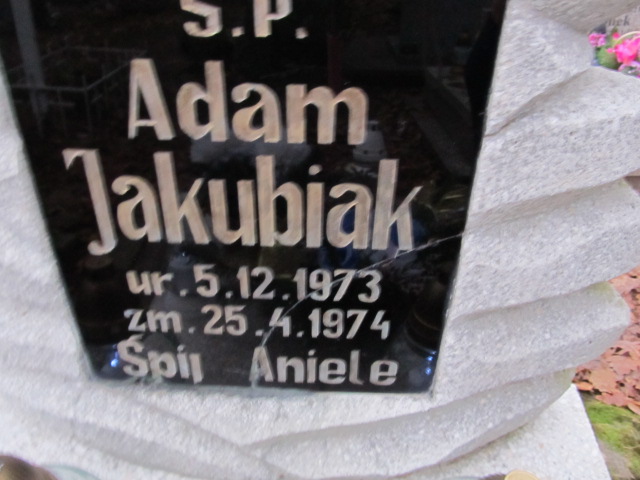 Ś.P.
Adam
Jakubiak
ur.5.12.1973
zm.25.4.1974
Śpij Aniele